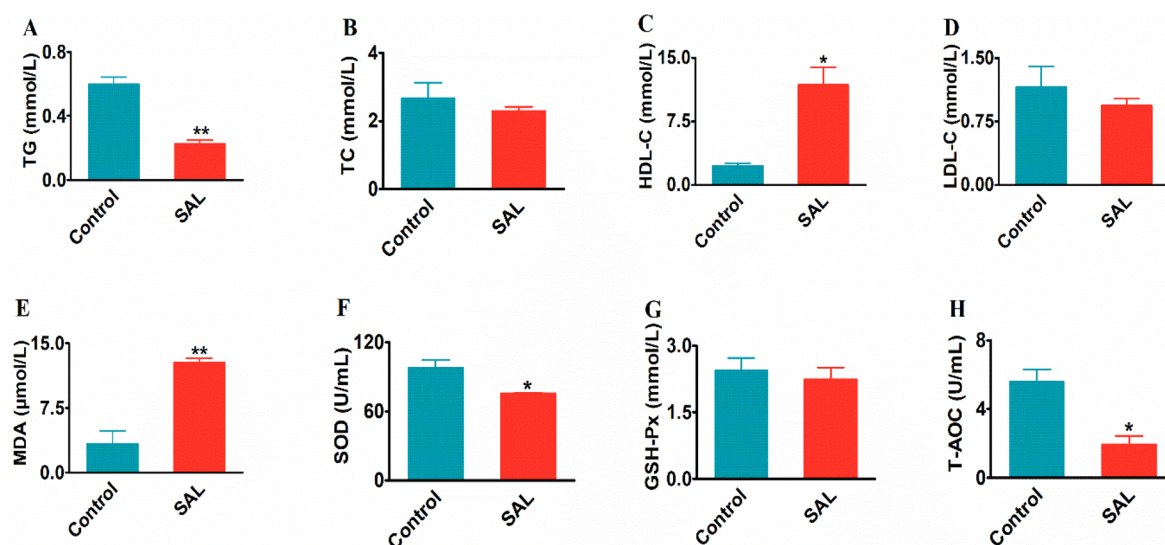 A
TG (mmol/L)
0.8
0.4
0.0
**
Control
SAL
B
TC (mmol/L)
4
2
0
Control
SAL
C
HDL-C (mmol/L)
15.0
7.5
0.0
*
Control
SAL
D
LDL-C (mmol/L)
1.50
0.75
0.00
Control
SAL
E
MDA (μmol/L)
15.0
7.5
0.0
**
Control
SAL
F
SOD (U/mL)
120
60
0
*
Control
SAL
G
GSH-Px (mmol/L)
3.0
1.5
.0
Control
SAL
H
T-AOC (U/mL)
8
4
0
*
Control
SAL